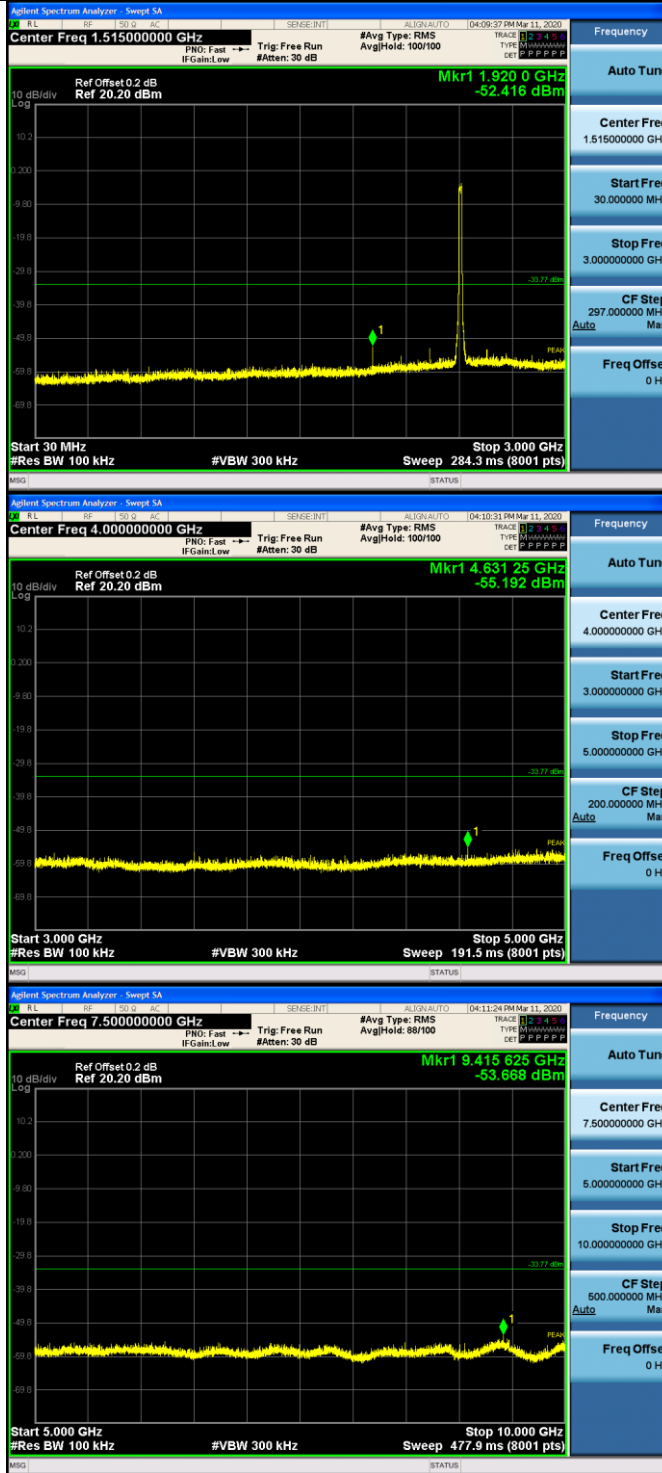 Agilent Spectrum Analyzer - Swept SA
RL RF 50 Ω AC SENSE:INT ALIGNAUTO 04:09:37 PM Mar 11, 2020
Center Freq 1.515000000 GHz #Avg Type: RMS TRACE 1 2 3 4 5 6
PNO: Fast Trig: Free Run Avg|Hold: 100/100 TYPE M
IFGain:Low #Atten: 30 dB DET P P P P P P
Frequency
Auto Tun
Ref Offset 0.2 dB Mkr1 1.920 0 GHz
10 dB/div Ref 20.20 dBm -52.416 dBm
Log
10.2
0.200
-9.80
-19.8
-29.8
-33.77 dBm
-39.8
-49.8
1
PEAK
-59.8
-69.8
Center Fre
1.515000000 GH
Start Fre
30.000000 MH
Stop Fre
3.000000000 GH
CF Ste
297.000000 MH
Auto Ma
Freq Offse
0 H
Start 30 MHz Stop 3.000 GHz
#Res BW 100 kHz #VBW 300 kHz Sweep 284.3 ms (8001 pts)
MSG STATUS
Agilent Spectrum Analyzer - Swept SA
RL RF 50 Ω AC SENSE:INT ALIGNAUTO 04:10:31 PM Mar 11, 2020
Center Freq 4.000000000 GHz #Avg Type: RMS TRACE 1 2 3 4 5 6
PNO: Fast Trig: Free Run Avg|Hold: 100/100 TYPE M
IFGain:Low #Atten: 30 dB DET P P P P P P
Frequency
Auto Tun
Ref Offset 0.2 dB Mkr1 4.631 25 GHz
10 dB/div Ref 20.20 dBm -55.192 dBm
Log
10.2
0.200
-9.80
-19.8
-29.8
-33.77 dBm
-39.8
-49.8
1
PEAK
-59.8
-69.8
Center Fre
4.000000000 GH
Start Fre
3.000000000 GH
Stop Fre
5.000000000 GH
CF Ste
200.000000 MH
Auto Ma
Freq Offse
0 H
Start 3.000 GHz Stop 5.000 GHz
#Res BW 100 kHz #VBW 300 kHz Sweep 191.5 ms (8001 pts)
MSG STATUS
Agilent Spectrum Analyzer - Swept SA
RL RF 50 Ω AC SENSE:INT ALIGNAUTO 04:11:24 PM Mar 11, 2020
Center Freq 7.500000000 GHz #Avg Type: RMS TRACE 1 2 3 4 5 6
PNO: Fast Trig: Free Run Avg|Hold: 88/100 TYPE M
IFGain:Low #Atten: 30 dB DET P P P P P P
Frequency
Auto Tun
Ref Offset 0.2 dB Mkr1 9.415 625 GHz
10 dB/div Ref 20.20 dBm -53.668 dBm
Log
10.2
0.200
-9.80
-19.8
-29.8
-33.77 dBm
-39.8
-49.8
1
PEAK
-59.8
-69.8
Center Fre
7.500000000 GH
Start Fre
5.000000000 GH
Stop Fre
10.000000000 GH
CF Ste
500.000000 MH
Auto Ma
Freq Offse
0 H
Start 5.000 GHz Stop 10.000 GHz
#Res BW 100 kHz #VBW 300 kHz Sweep 477.9 ms (8001 pts)
MSG STATUS